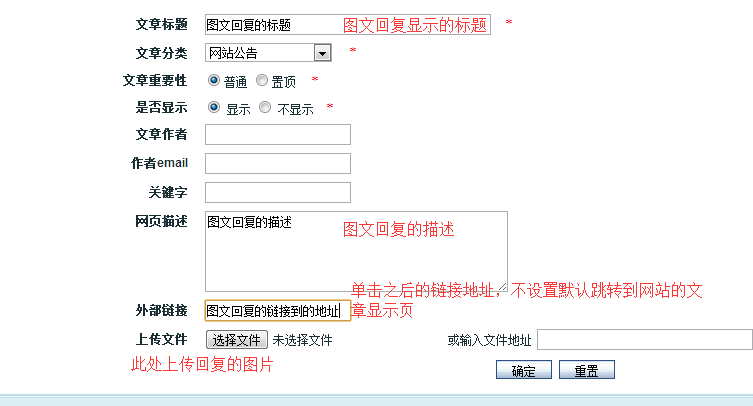 文章标题 图文回复的标题 图文回复显示的标题 *
文章分类 网站公告 *
文章重要性 普通 置顶 *
是否显示 显示 不显示 *
文章作者
作者email
关键字
网页描述 图文回复的描述 图文回复的描述
单击之后的链接地址，不设置默认跳转到网站的文
外部链接 图文回复的链接到的地址 章显示页
上传文件 选择文件 未选择文件 或输入文件地址
此处上传回复的图片
确定 重置